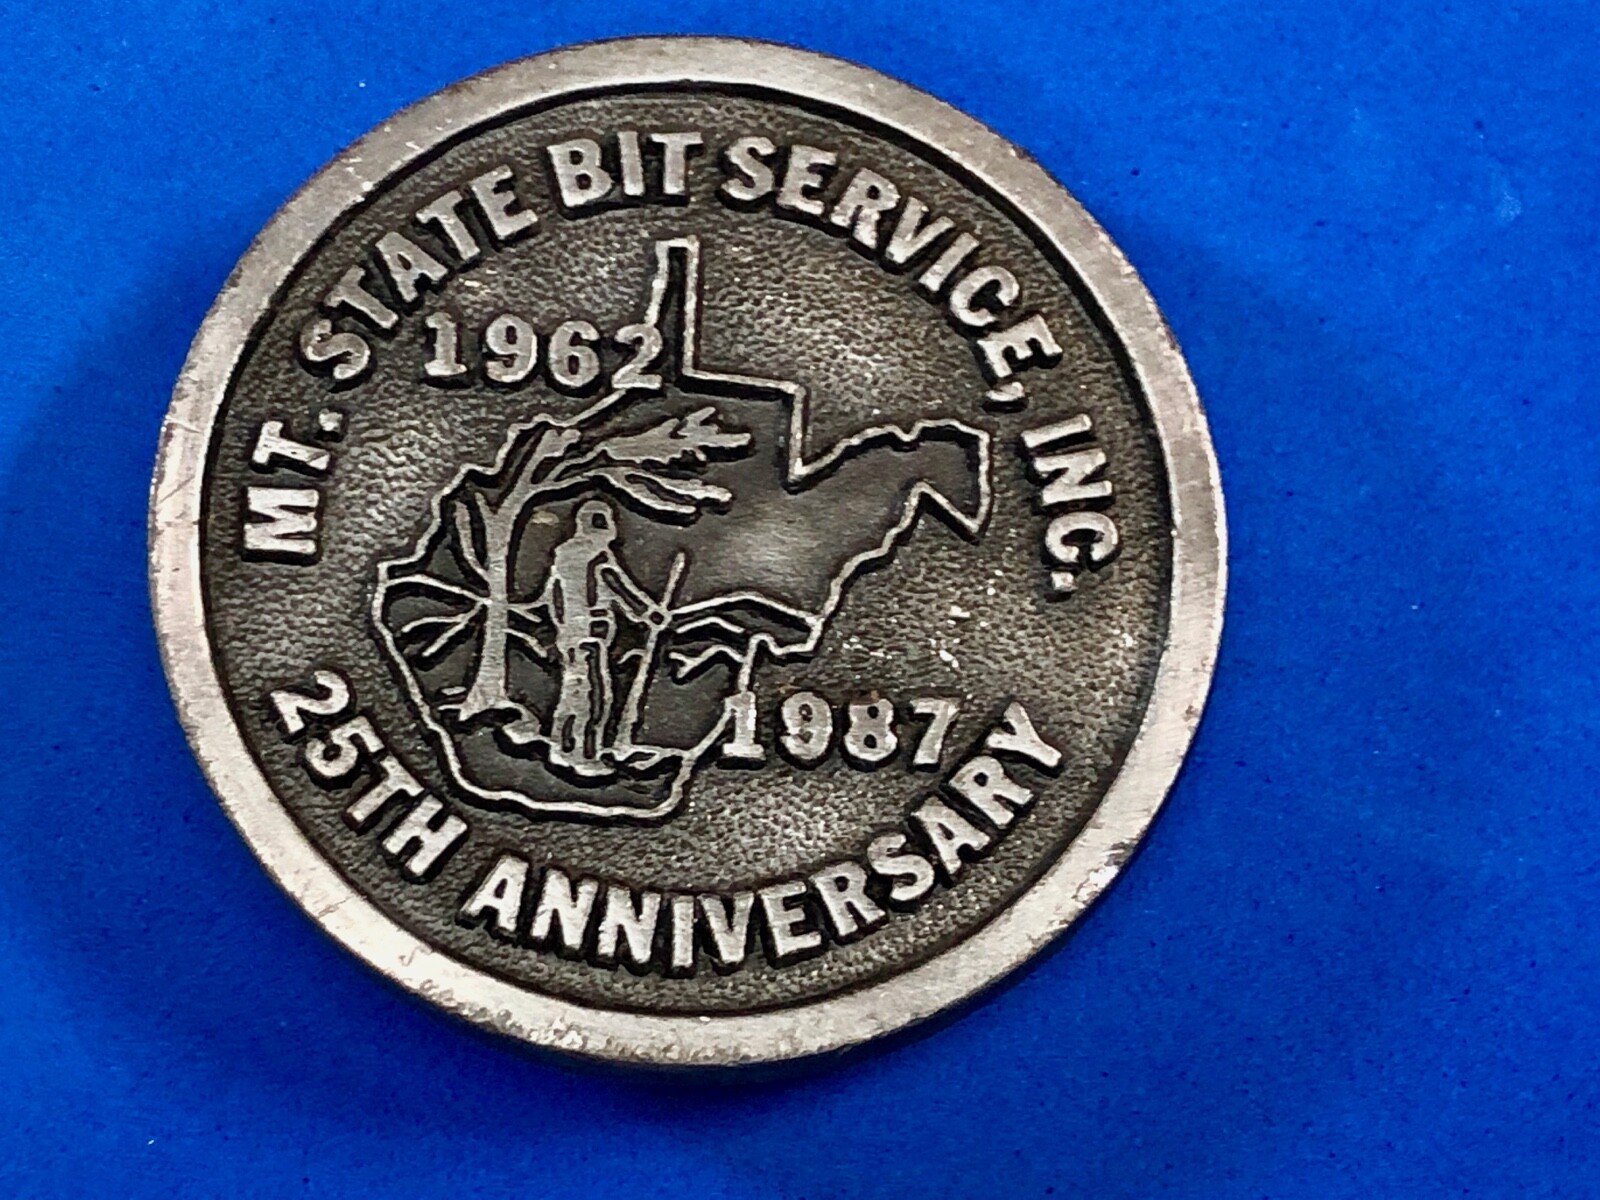 MT. STATE BIT SERVICE, INC.
1962
1987
25TH ANNIVERSARY